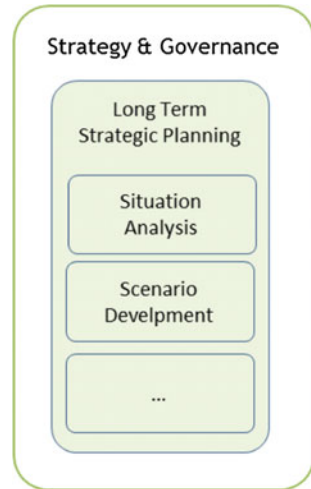 Strategy & Governance
Long Term
Strategic Planning
Situation
Analysis
Scenario
Develpment
...